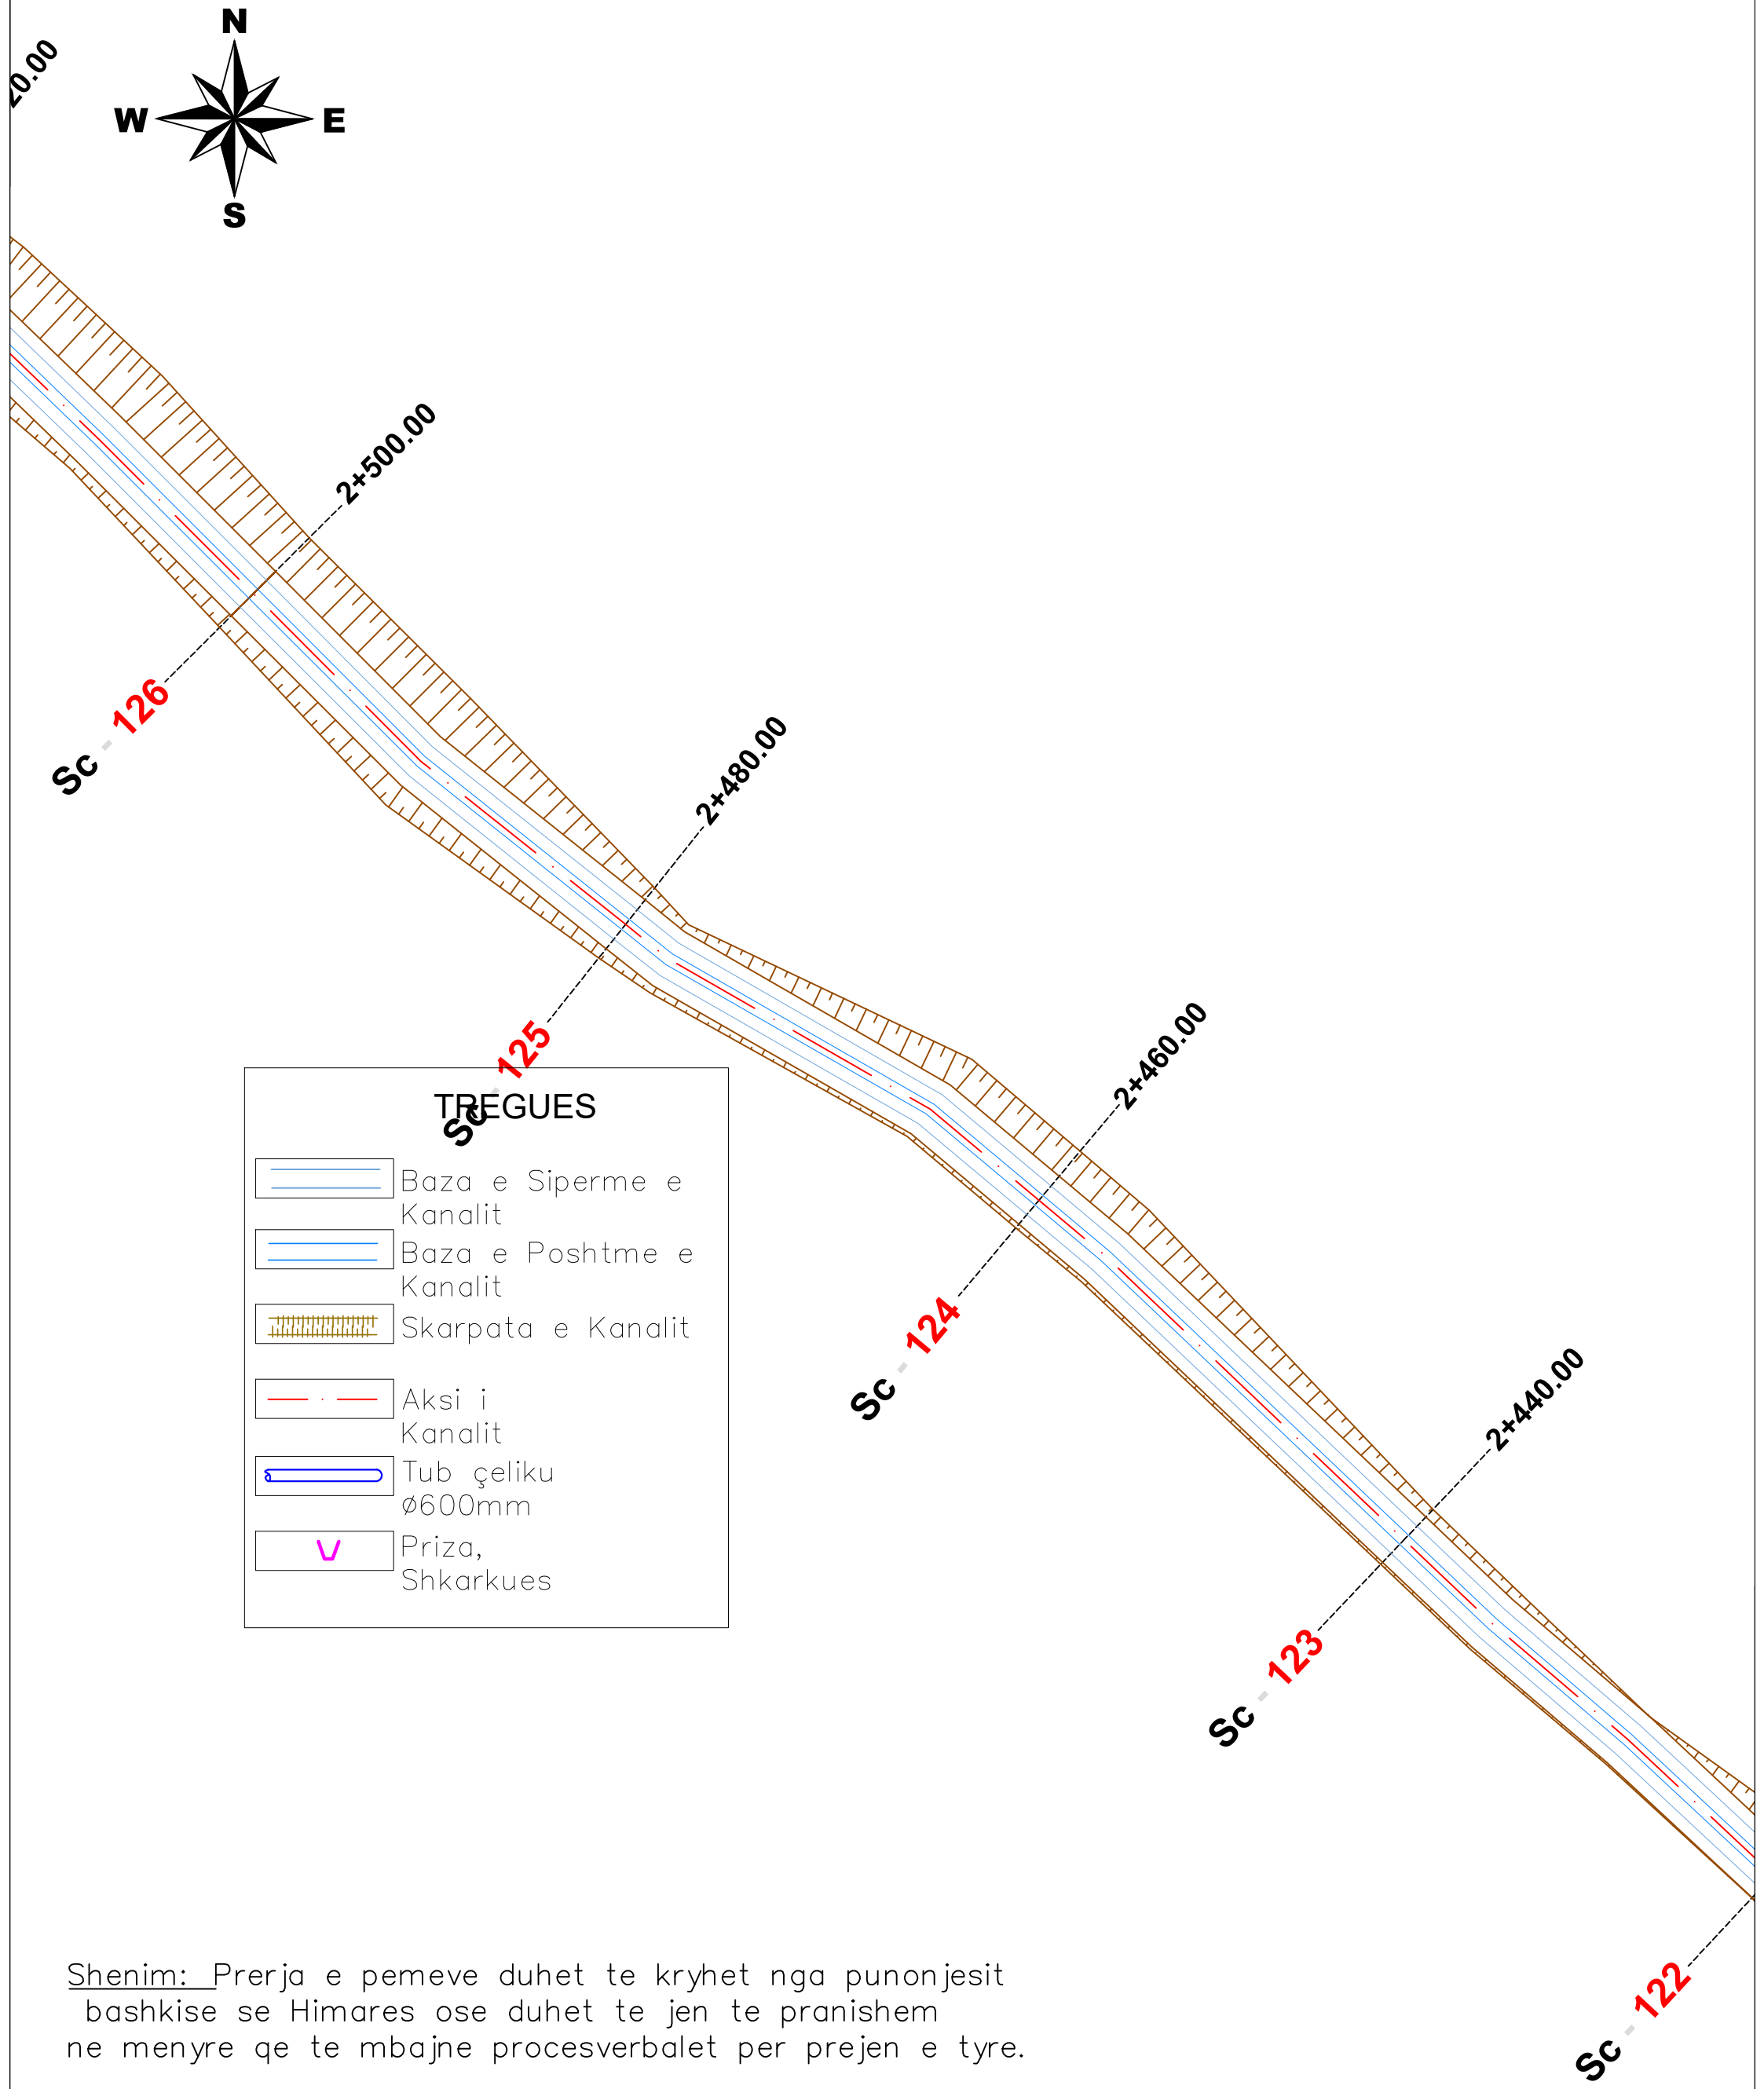 N
20.00
W
E
S
2+500.00
Sc - 126
2+480.00
Sc - 125
2+460.00
Sc - 124
2+440.00
Sc - 123
Sc - 122
TREGUES
Baza e Siperme e
Kanalit
Baza e Poshtme e
Kanalit
Skarpata e Kanalit
Aksi i
Kanalit
Tub çeliku
Ø600mm
Priza,
Shkarkues
Shenim: Prerja e pemeve duhet te kryhet nga punonjesit
bashkise se Himares ose duhet te jen te pranishem
ne menyre qe te mbajne procesverbalet per prejen e tyre.